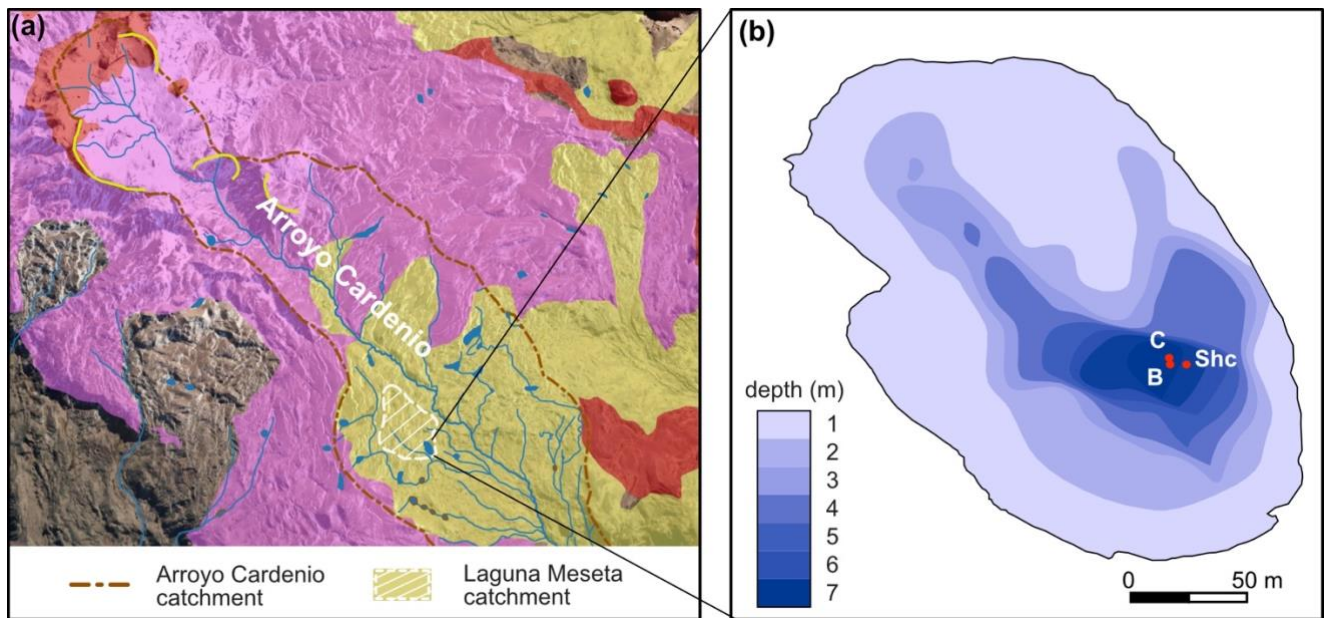 (a)
Arroyo Cardenio
Arroyo Cardenio
catchment
Laguna Meseta
catchment
(b)
C
B
Shc
depth (m)
1
2
3
4
5
6
7
0 50 m